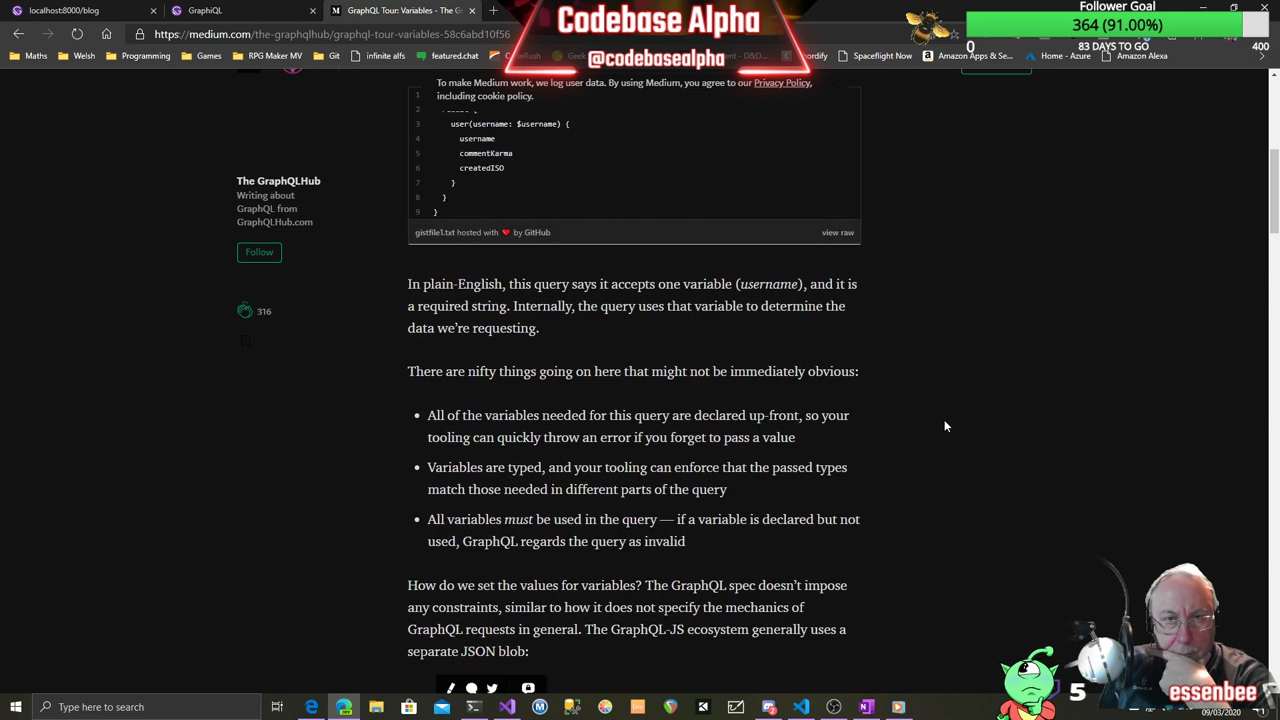 localhost:8000/blog
GraphQL
GraphQL Tour: Variables – The G
Codebase Alpha
@codebasealpha
Follower Goal
364 (91.00%)
0
83 DAYS TO GO
400
https://medium.com/the-graphqlhub/graphql-tour-variables-58c6abd10f56
Welsh
Programming
Games
RPG Maker MV
Git
infinite alfs
featured.chat
Spaceflight Now
Amazon Apps & Se...
Home - Azure
Amazon Alexa
To make Medium work, we log user data. By using Medium, you agree to our Privacy Policy,
including cookie policy.
1
2
3 user(username: $username) {
4 username
5 commentKarma
6 createdISO
7 }
8 }
9 }
gistfile1.txt hosted with ❤ by GitHub
view raw
The GraphQLHub
Writing about
GraphQL from
GraphQLHub.com
Follow
316
In plain-English, this query says it accepts one variable (username), and it is
a required string. Internally, the query uses that variable to determine the
data we’re requesting.
There are nifty things going on here that might not be immediately obvious:
• All of the variables needed for this query are declared up-front, so your
tooling can quickly throw an error if you forget to pass a value
• Variables are typed, and your tooling can enforce that the passed types
match those needed in different parts of the query
• All variables must be used in the query — if a variable is declared but not
used, GraphQL regards the query as invalid
How do we set the values for variables? The GraphQL spec doesn’t impose
any constraints, similar to how it does not specify the mechanics of
GraphQL requests in general. The GraphQL-JS ecosystem generally uses a
separate JSON blob:
5
essenbee
Type here to search
09/03/2020